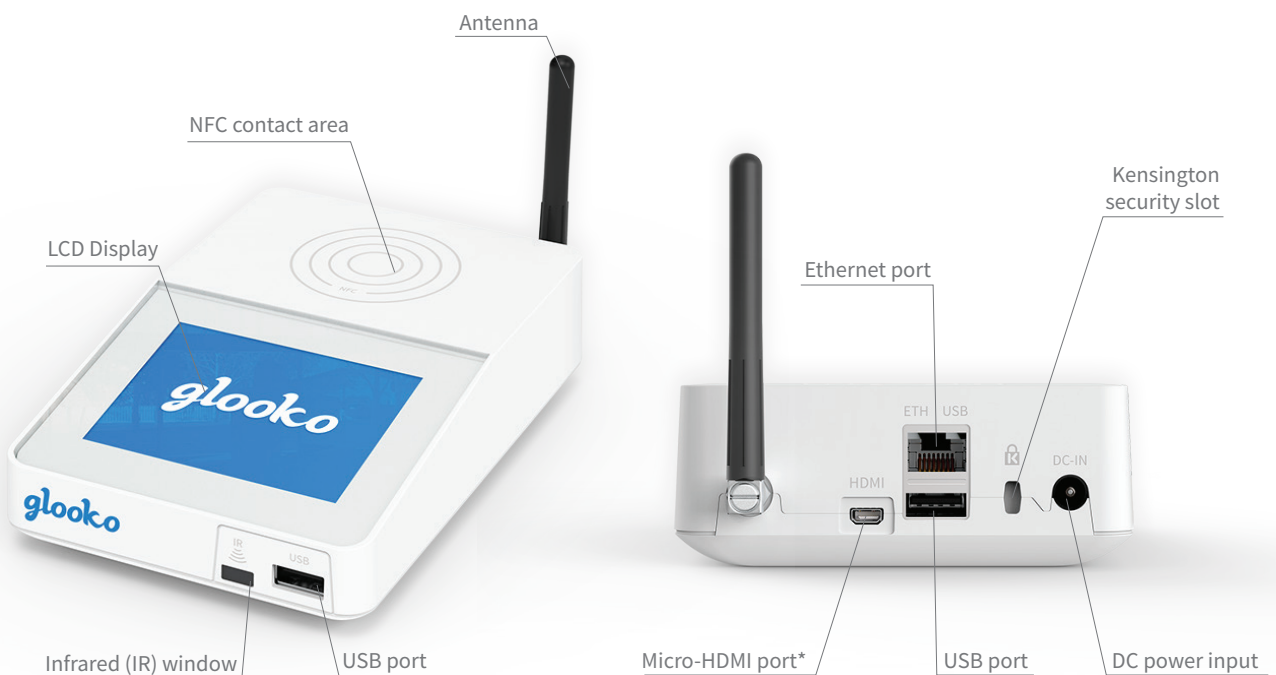 Antenna
NFC contact area
LCD Display
NFC
glooko
glooko
IR
USB
Infrared (IR) window
USB port
Kensington
security slot
Ethernet port
ETH USB
HDMI
K
DC-IN
Micro-HDMI port*
USB port
DC power input